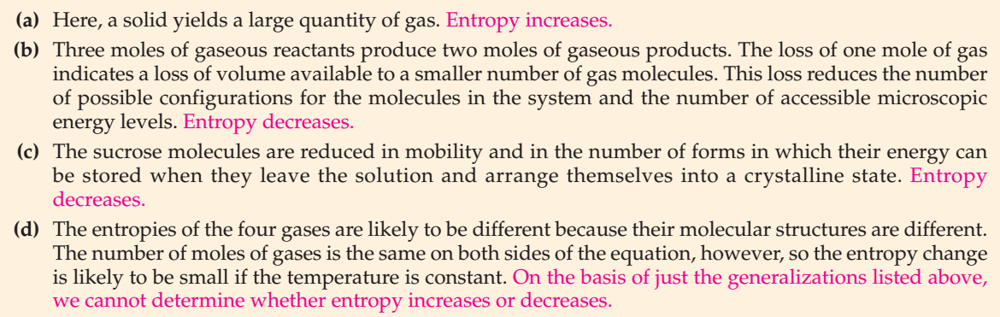 (a) Here, a solid yields a large quantity of gas. Entropy increases.
(b) Three moles of gaseous reactants produce two moles of gaseous products. The loss of one mole of gas
indicates a loss of volume available to a smaller number of gas molecules. This loss reduces the number
of possible configurations for the molecules in the system and the number of accessible microscopic
energy levels. Entropy decreases.
(c) The sucrose molecules are reduced in mobility and in the number of forms in which their energy can
be stored when they leave the solution and arrange themselves into a crystalline state. Entropy
decreases.
(d) The entropies of the four gases are likely to be different because their molecular structures are different.
The number of moles of gases is the same on both sides of the equation, however, so the entropy change
is likely to be small if the temperature is constant. On the basis of just the generalizations listed above,
we cannot determine whether entropy increases or decreases.